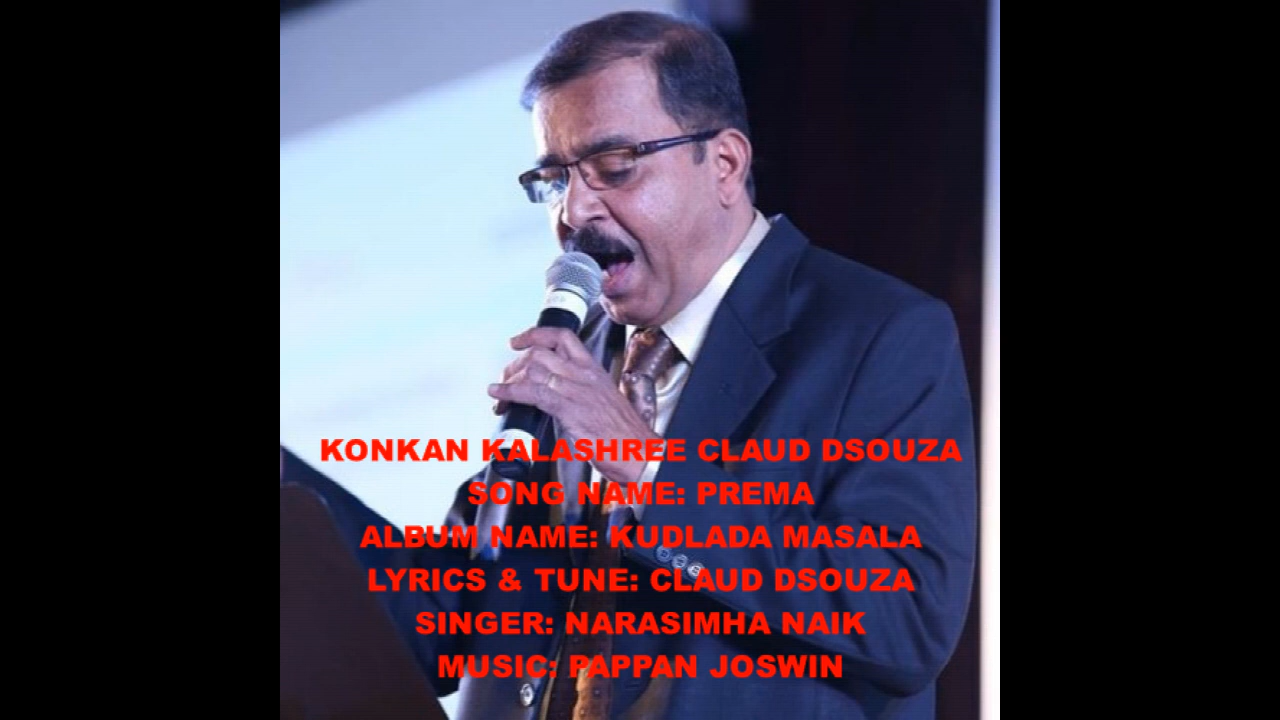 KONKAN KALASHREE CLAUD DSOUZA
SONG NAME: PREMA
ALBUM NAME: KUDLADA MASALA
LYRICS & TUNE: CLAUD DSOUZA
SINGER: NARASIMHA NAIK
MUSIC: PAPPAN JOSWIN